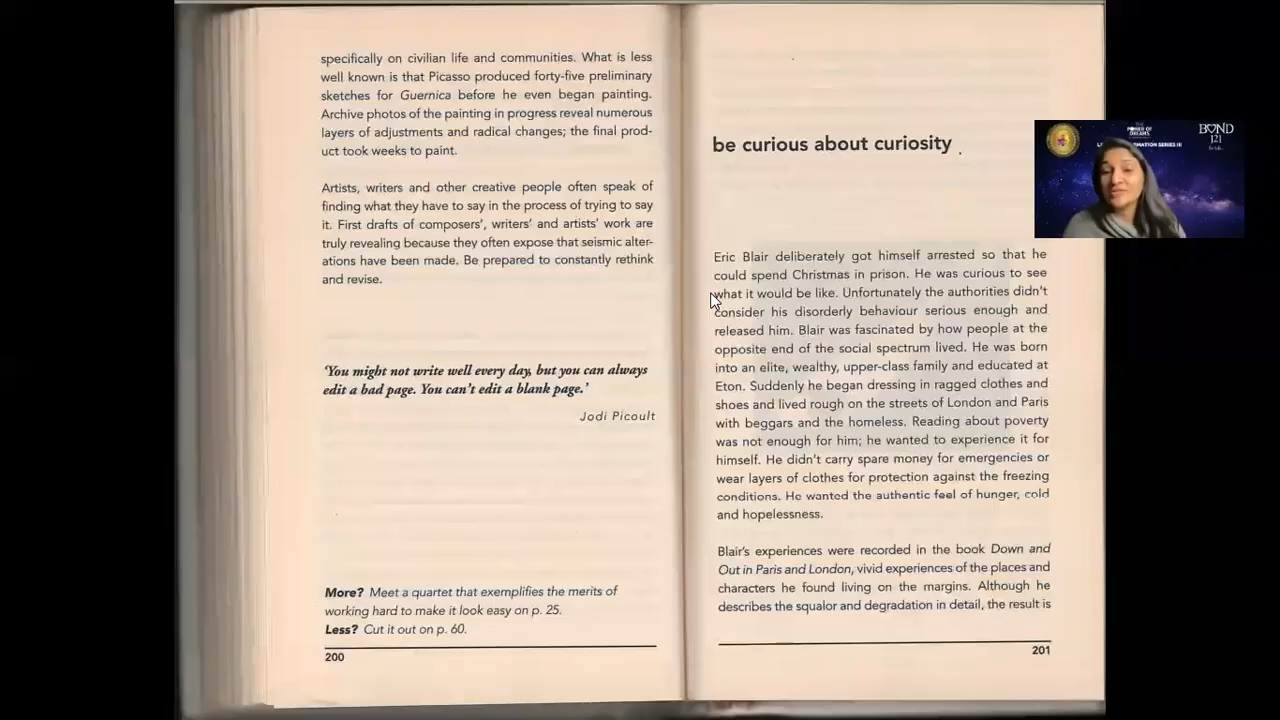 specifically on civilian life and communities. What is less
well known is that Picasso produced forty-five preliminary
sketches for Guernica before he even began painting.
Archive photos of the painting in progress reveal numerous
layers of adjustments and radical changes; the final prod-
uct took weeks to paint.
Artists, writers and other creative people often speak of
finding what they have to say in the process of trying to say
it. First drafts of composers', writers' and artists' work are
truly revealing because they often expose that seismic alter-
ations have been made. Be prepared to constantly rethink
and revise.
'You might not write well every day, but you can always
edit a bad page. You can't edit a blank page.'
Jodi Picoult
More? Meet a quartet that exemplifies the merits of
working hard to make it look easy on p. 25.
Less? Cut it out on p. 60.
200
be curious about curiosity
Eric Blair deliberately got himself arrested so that he
could spend Christmas in prison. He was curious to see
what it would be like. Unfortunately the authorities didn't
consider his disorderly behaviour serious enough and
released him. Blair was fascinated by how people at the
opposite end of the social spectrum lived. He was born
into an elite, wealthy, upper-class family and educated at
Eton. Suddenly he began dressing in ragged clothes and
shoes and lived rough on the streets of London and Paris
with beggars and the homeless. Reading about poverty
was not enough for him; he wanted to experience it for
himself. He didn't carry spare money for emergencies or
wear layers of clothes for protection against the freezing
conditions. He wanted the authentic feel of hunger, cold
and hopelessness.
Blair's experiences were recorded in the book Down and
Out in Paris and London, vivid experiences of the places and
characters he found living on the margins. Although he
describes the squalor and degradation in detail, the result is
201
THE
POWER OF
DREAMS
SERIES III
BOND
121